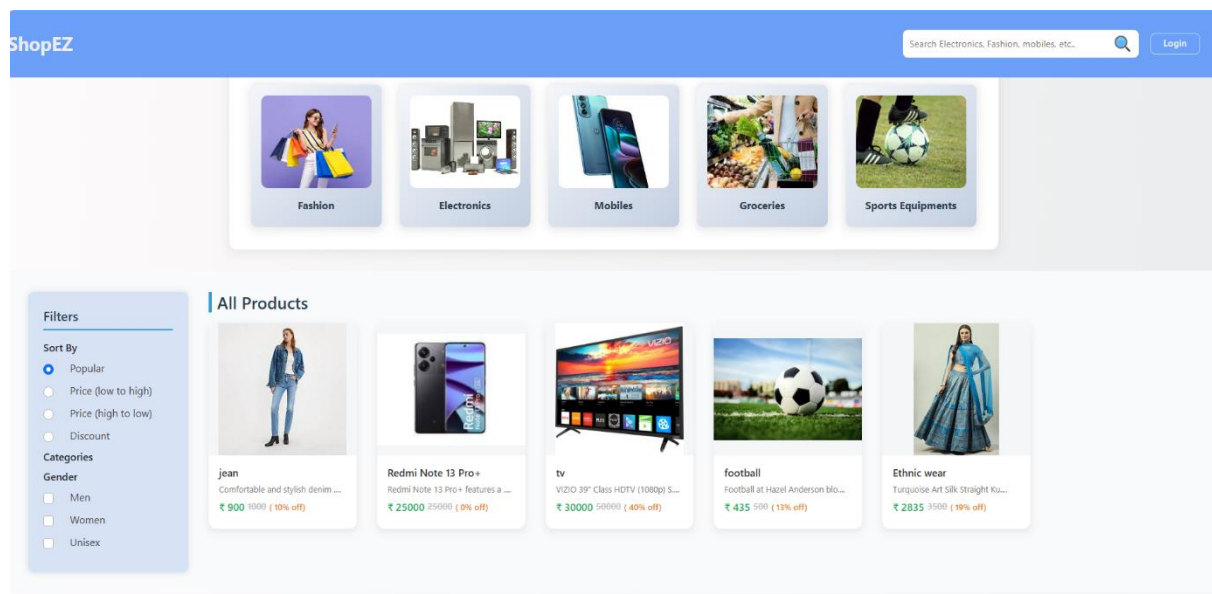 ShopEZ
Search Electronics, Fashion, mobiles, etc.,
Login
Fashion
Electronics
Mobiles
Groceries
Sports Equipments
Filters
Sort By
Popular
Price (low to high)
Price (high to low)
Discount
Categories
Gender
Men
Women
Unisex
All Products
jean
Comfortable and stylish denim ....
₹ 900 1000 ( 10% off)
Redmi Note 13 Pro+
Redmi Note 13 Pro+ features a ....
₹ 25000 25000 ( 0% off)
VIZIO
tv
VIZIO 39" Class HDTV (1080p) S....
₹ 30000 50000 ( 40% off)
football
Football at Hazel Anderson blo....
₹ 435 500 ( 13% off)
Ethnic wear
Turquoise Art Silk Straight Ku....
₹ 2835 3500 ( 19% off)